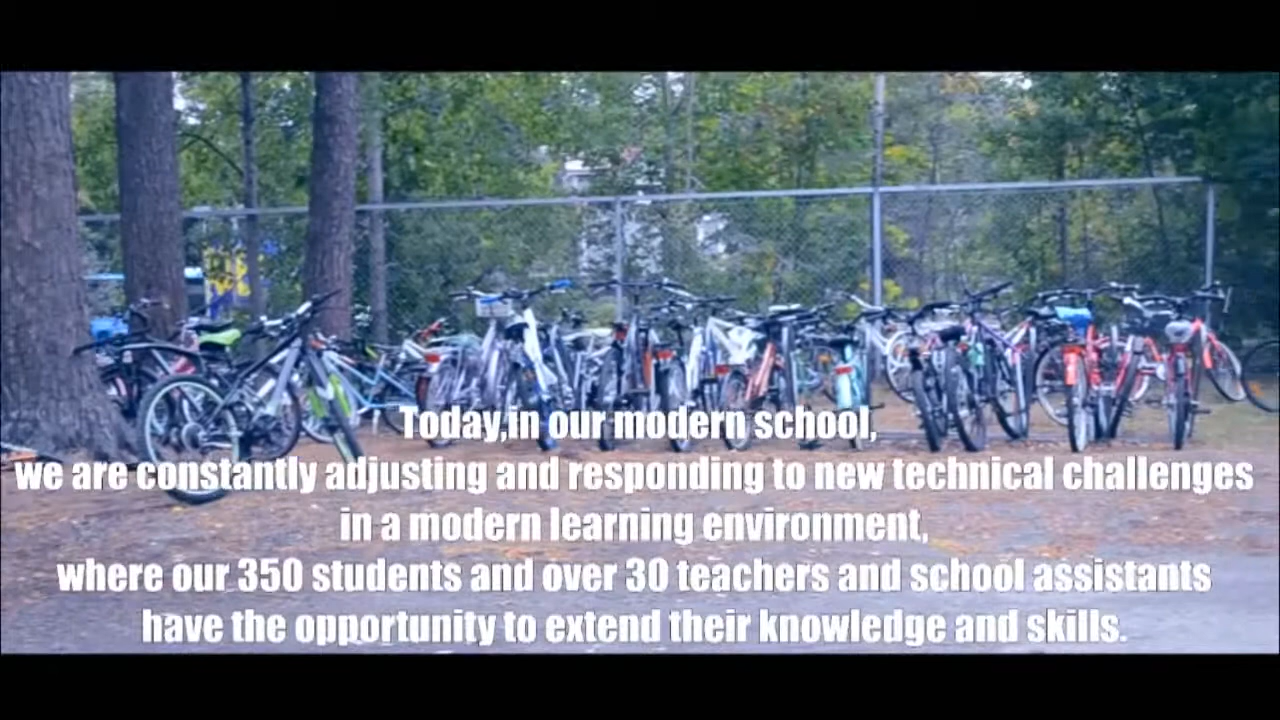 Today,in our modern school,
we are constantly adjusting and responding to new technical challenges
in a modern learning environment,
where our 350 students and over 30 teachers and school assistants
have the opportunity to extend their knowledge and skills.